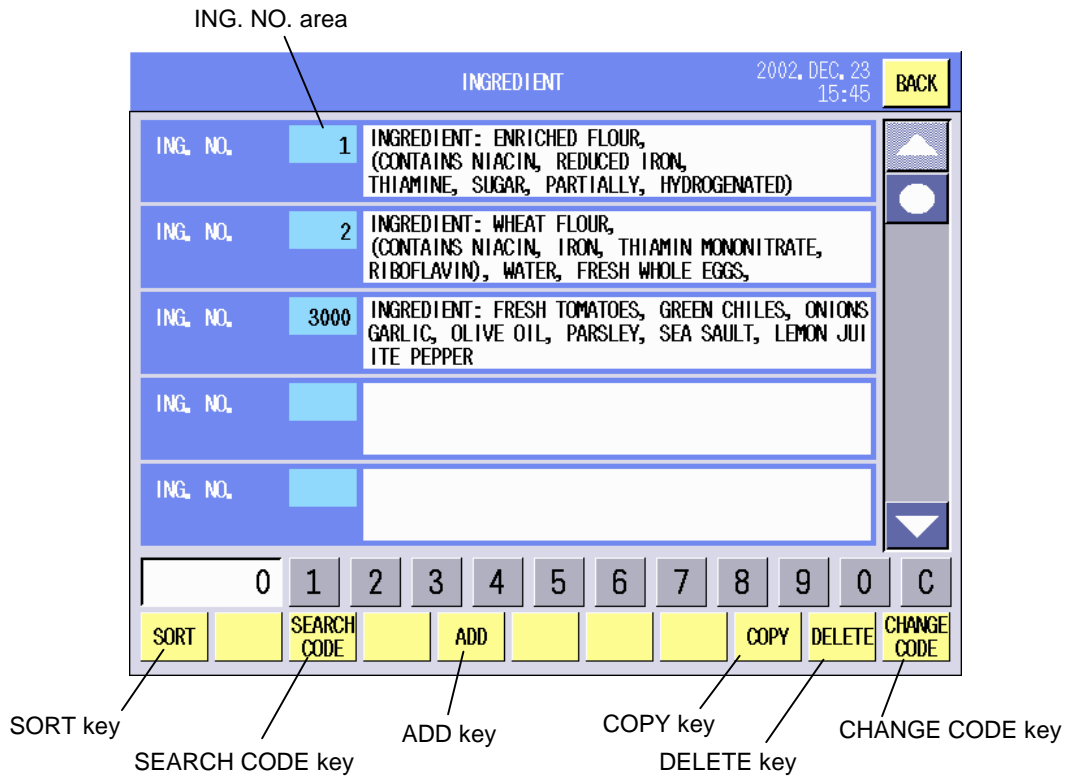 ING. NO. area
INGREDIENT
2002. DEC. 23
15:45
BACK
ING. NO.
1
INGREDIENT: ENRICHED FLOUR,
(CONTAINS NIACIN, REDUCED IRON,
THIAMINE, SUGAR, PARTIALLY, HYDROGENATED)
ING. NO.
2
INGREDIENT: WHEAT FLOUR,
(CONTAINS NIACIN, IRON, THIAMIN MONONITRATE,
RIBOFLAVIN), WATER, FRESH WHOLE EGGS,
ING. NO.
3000
INGREDIENT: FRESH TOMATOES, GREEN CHILES, ONIONS
GARLIC, OLIVE OIL, PARSLEY, SEA SAULT, LEMON JUI
ITE PEPPER
ING. NO.
ING. NO.
0 1 2 3 4 5 6 7 8 9 0 C
SORT
SEARCH
CODE
ADD
COPY
DELETE
CHANGE
CODE
SORT key
SEARCH CODE key
ADD key
COPY key
DELETE key
CHANGE CODE key